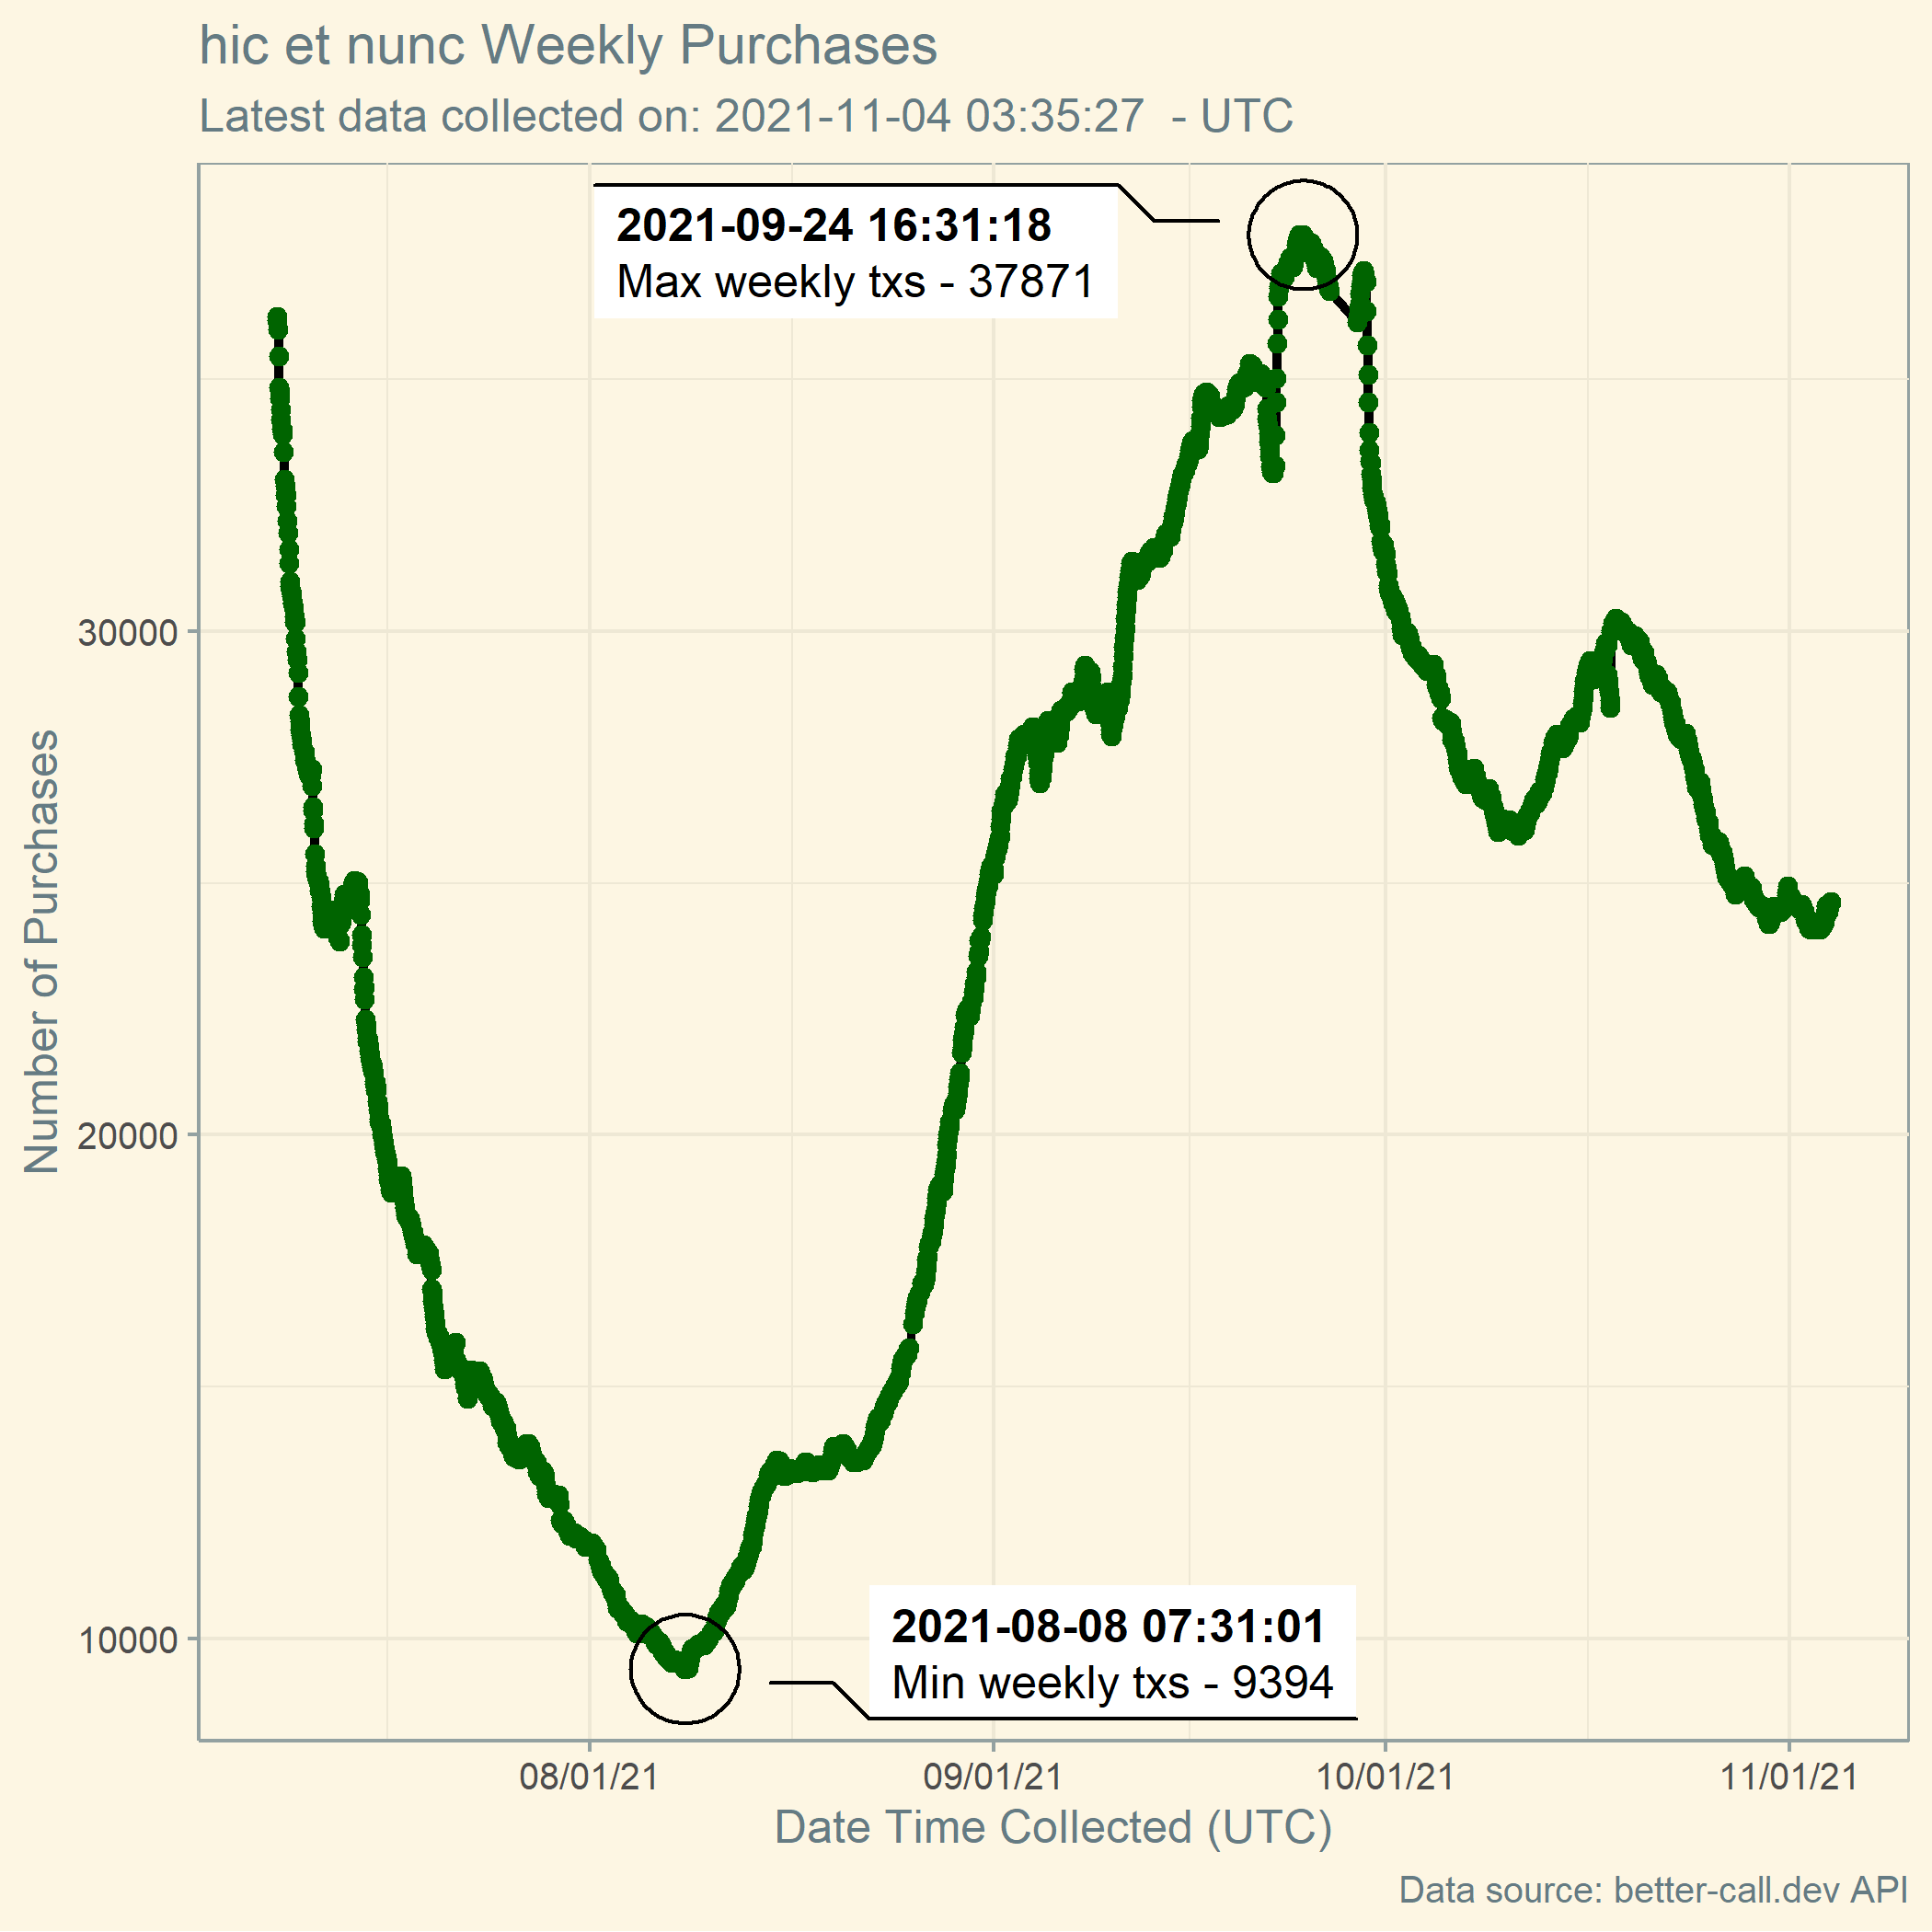 hic et nunc Weekly Purchases
Latest data collected on: 2021-11-04 03:35:27  - UTC
2021-09-24 16:31:18
Max weekly txs - 37871
Number of Purchases
30000
20000
10000
2021-08-08 07:31:01
Min weekly txs - 9394
08/01/21 09/01/21 10/01/21 11/01/21
Date Time Collected (UTC)
Data source: better-call.dev API